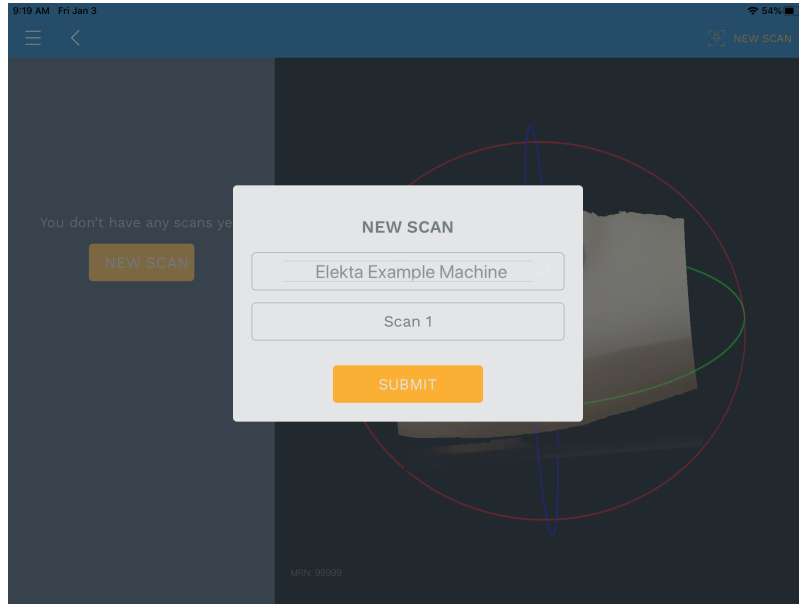 9:19 AM Fri Jan 3
54%
NEW SCAN
You don't have any scans ye
NEW SCAN
NEW SCAN
Elekta Example Machine
Scan 1
SUBMIT
MRN: 99999